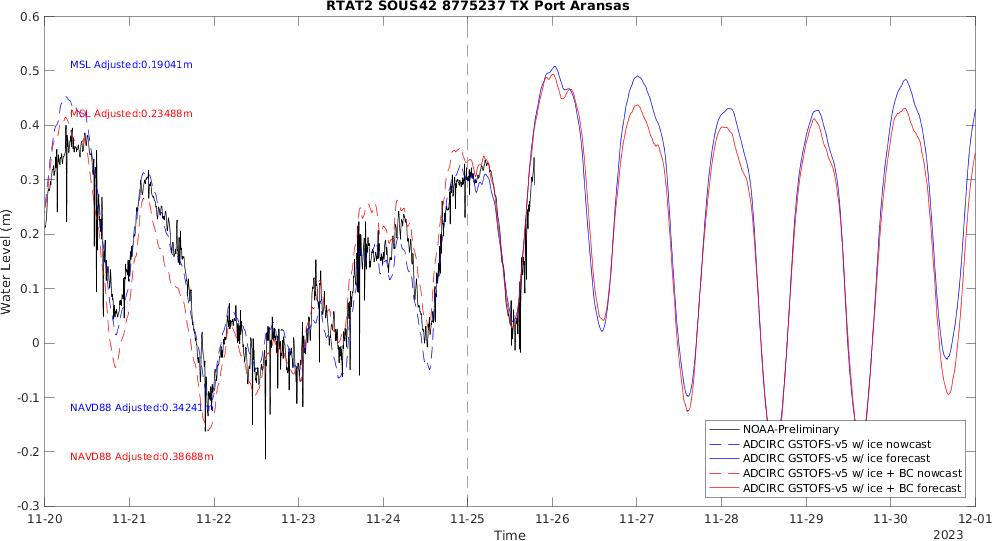 RTAT2 SOUS42 8775237 TX Port Aransas
0.6
0.5
0.4
0.3
0.2
0.1
0
-0.1
-0.2
-0.3
Water Level (m)
MSL Adjusted:0.19041m
MSL Adjusted:0.23488m
NAVD88 Adjusted:0.34241m
NAVD88 Adjusted:0.38688m
NOAA-Preliminary
ADCIRC GSTOFS-v5 w/ ice nowcast
ADCIRC GSTOFS-v5 w/ ice forecast
ADCIRC GSTOFS-v5 w/ ice + BC nowcast
ADCIRC GSTOFS-v5 w/ ice + BC forecast
11-20 11-21 11-22 11-23 11-24 11-25 11-26 11-27 11-28 11-29 11-30 12-01
Time
2023